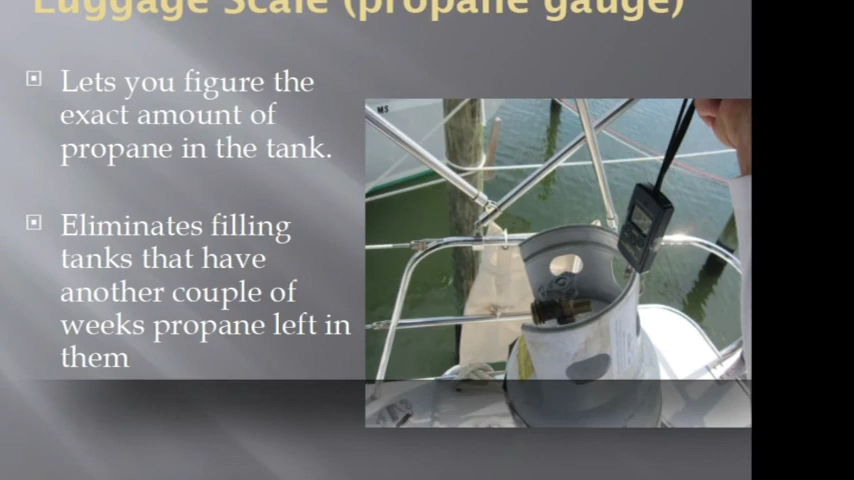 Luggage Scale (propane gauge)
Lets you figure the
exact amount of
propane in the tank.
Eliminates filling
tanks that have
another couple of
weeks propane left in
them
MS